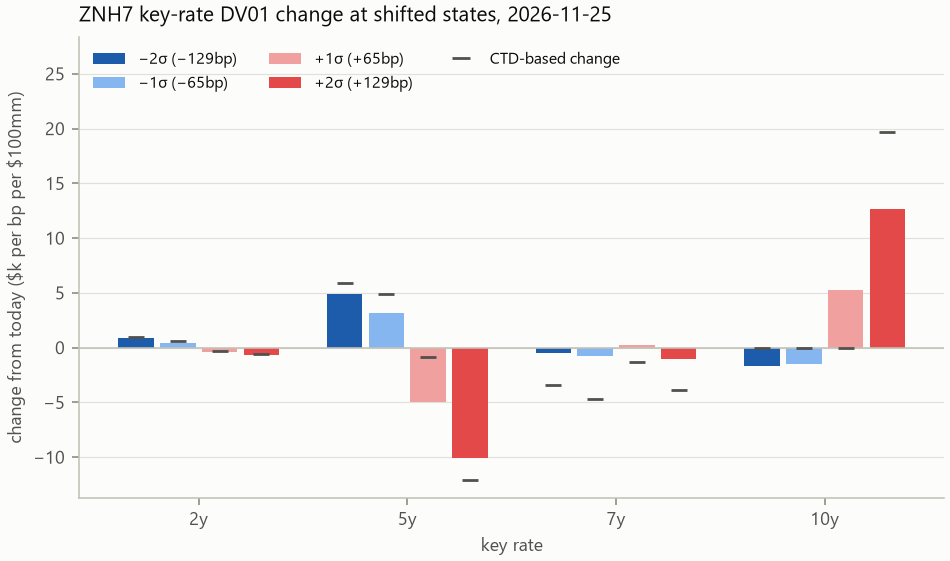 ZNH7 key-rate DV01 change at shifted states, 2026-11-25
−2σ (−129bp)
−1σ (−65bp)
+1σ (+65bp)
+2σ (+129bp)
CTD-based change
change from today ($k per bp per $100mm)
25
20
15
10
5
0
−5
−10
2y
5y
7y
10y
key rate